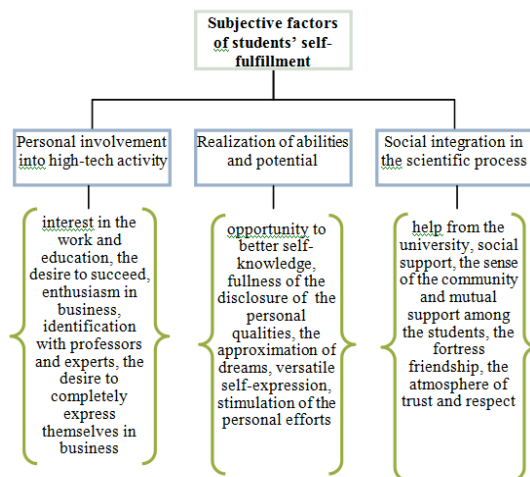 Subjective factors
of students' self-
fulfillment
Personal involvement
into high-tech activity
Realization of abilities
and potential
Social integration in
the scientific process
interest in the
work and
education, the
desire to succeed,
enthusiasm in
business,
identification
with professors
and experts, the
desire to
completely
express
themselves in
business
opportunity to
better self-
knowledge,
fullness of the
disclosure of the
personal
qualities, the
approximation of
dreams, versatile
self-expression,
stimulation of the
personal efforts
help from the
university, social
support, the sense
of the community
and mutual
support among
the students, the
fortress
friendship, the
atmosphere of
trust and respect